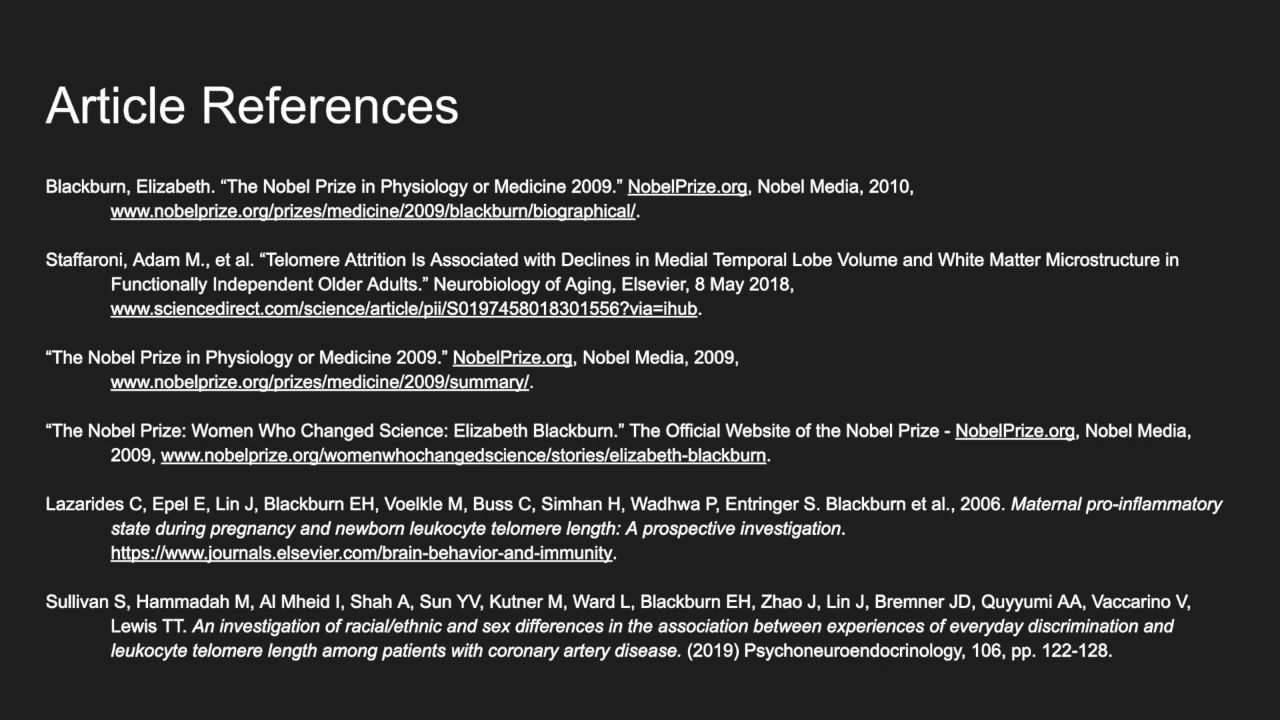 Article References
Blackburn, Elizabeth. “The Nobel Prize in Physiology or Medicine 2009.” NobelPrize.org, Nobel Media, 2010,
www.nobelprize.org/prizes/medicine/2009/blackburn/biographical/.
Staffaroni, Adam M., et al. “Telomere Attrition Is Associated with Declines in Medial Temporal Lobe Volume and White Matter Microstructure in
Functionally Independent Older Adults.” Neurobiology of Aging, Elsevier, 8 May 2018,
www.sciencedirect.com/science/article/pii/S0197458018301556?via=ihub.
“The Nobel Prize in Physiology or Medicine 2009.” NobelPrize.org, Nobel Media, 2009,
www.nobelprize.org/prizes/medicine/2009/summary/.
“The Nobel Prize: Women Who Changed Science: Elizabeth Blackburn.” The Official Website of the Nobel Prize - NobelPrize.org, Nobel Media,
2009, www.nobelprize.org/womenwhochangedscience/stories/elizabeth-blackburn.
Lazarides C, Epel E, Lin J, Blackburn EH, Voelkle M, Buss C, Simhan H, Wadhwa P, Entringer S. Blackburn et al., 2006. Maternal pro-inflammatory
state during pregnancy and newborn leukocyte telomere length: A prospective investigation.
https://www.journals.elsevier.com/brain-behavior-and-immunity.
Sullivan S, Hammadah M, Al Mheid I, Shah A, Sun YV, Kutner M, Ward L, Blackburn EH, Zhao J, Lin J, Bremner JD, Quyyumi AA, Vaccarino V,
Lewis TT. An investigation of racial/ethnic and sex differences in the association between experiences of everyday discrimination and
leukocyte telomere length among patients with coronary artery disease. (2019) Psychoneuroendocrinology, 106, pp. 122-128.